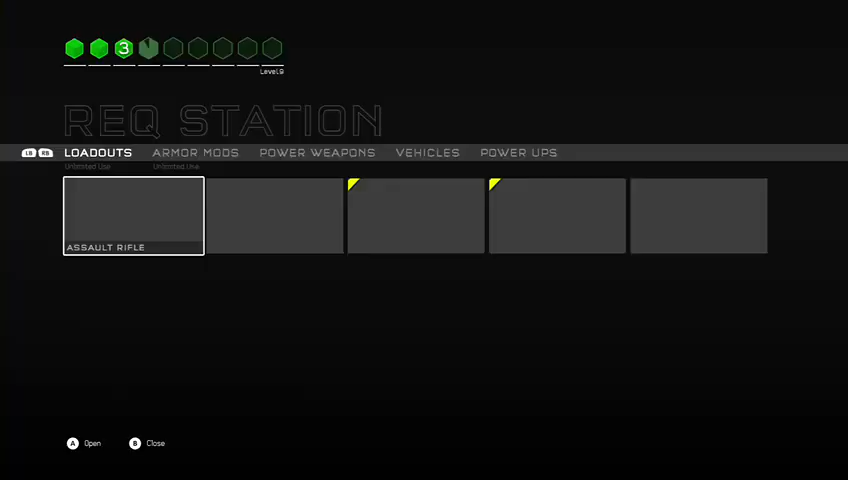 3
Level 9
REQ STATION
LB RB LOADOUTS ARMOR MODS POWER WEAPONS VEHICLES POWER UPS
Unlimited Use Unlimited Use
ASSAULT RIFLE
A Open B Close